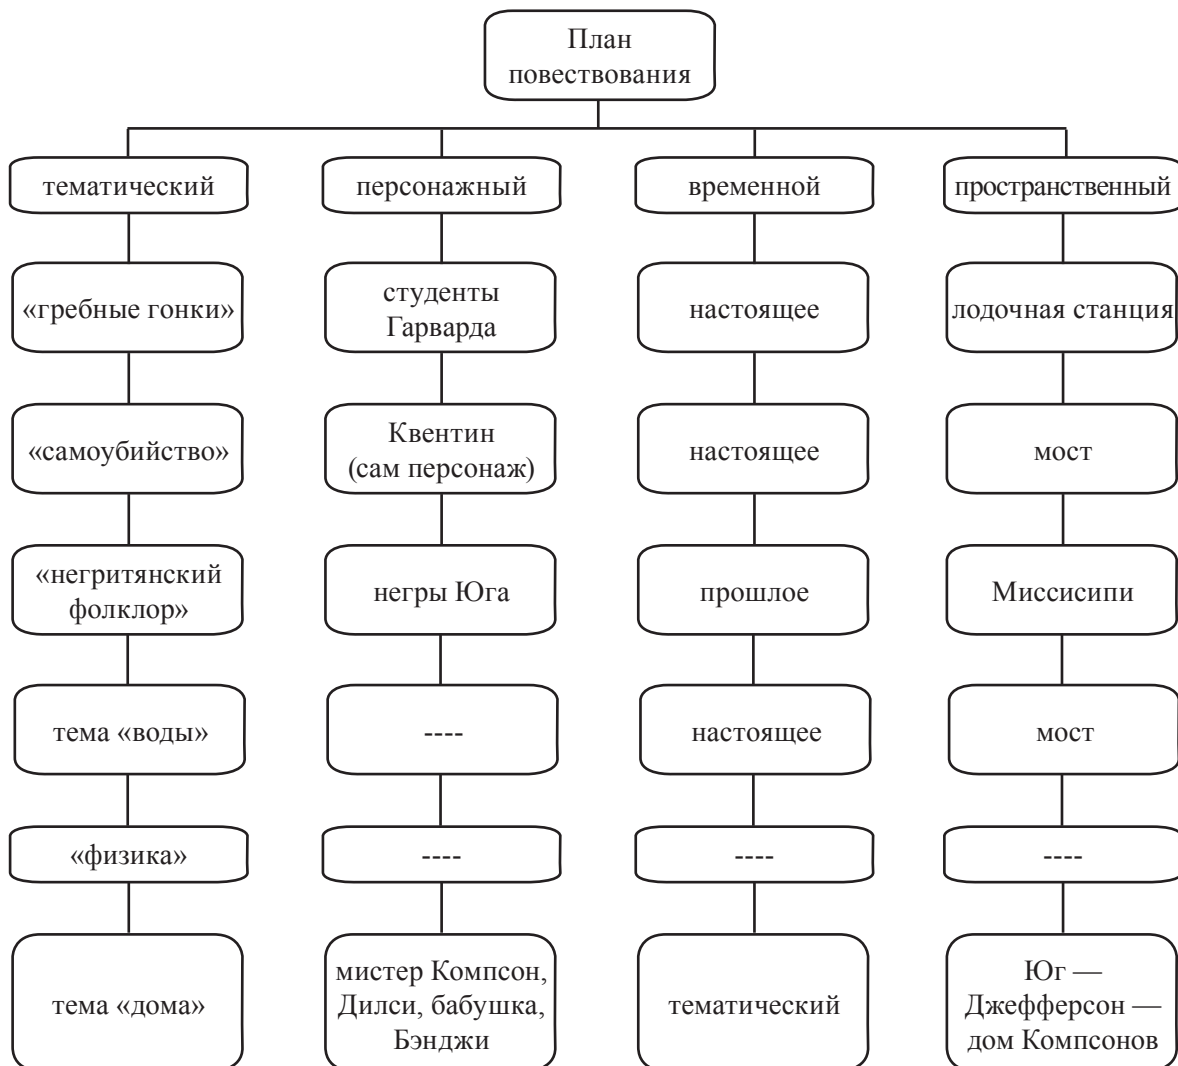 План
повествования
тематический
персонажный
временной
пространственный
«гребные гонки»
студенты
Гарварда
настоящее
лодочная станция
«самоубийство»
Квентин
(сам персонаж)
настоящее
мост
«негритянский
фолклор»
негры Юга
прошлое
Миссисипи
тема «воды»
----
настоящее
мост
«физика»
----
----
----
тема «дома»
мистер Компсон,
Дилси, бабушка,
Бэнджи
тематический
Юг —
Джефферсон —
дом Компсонов